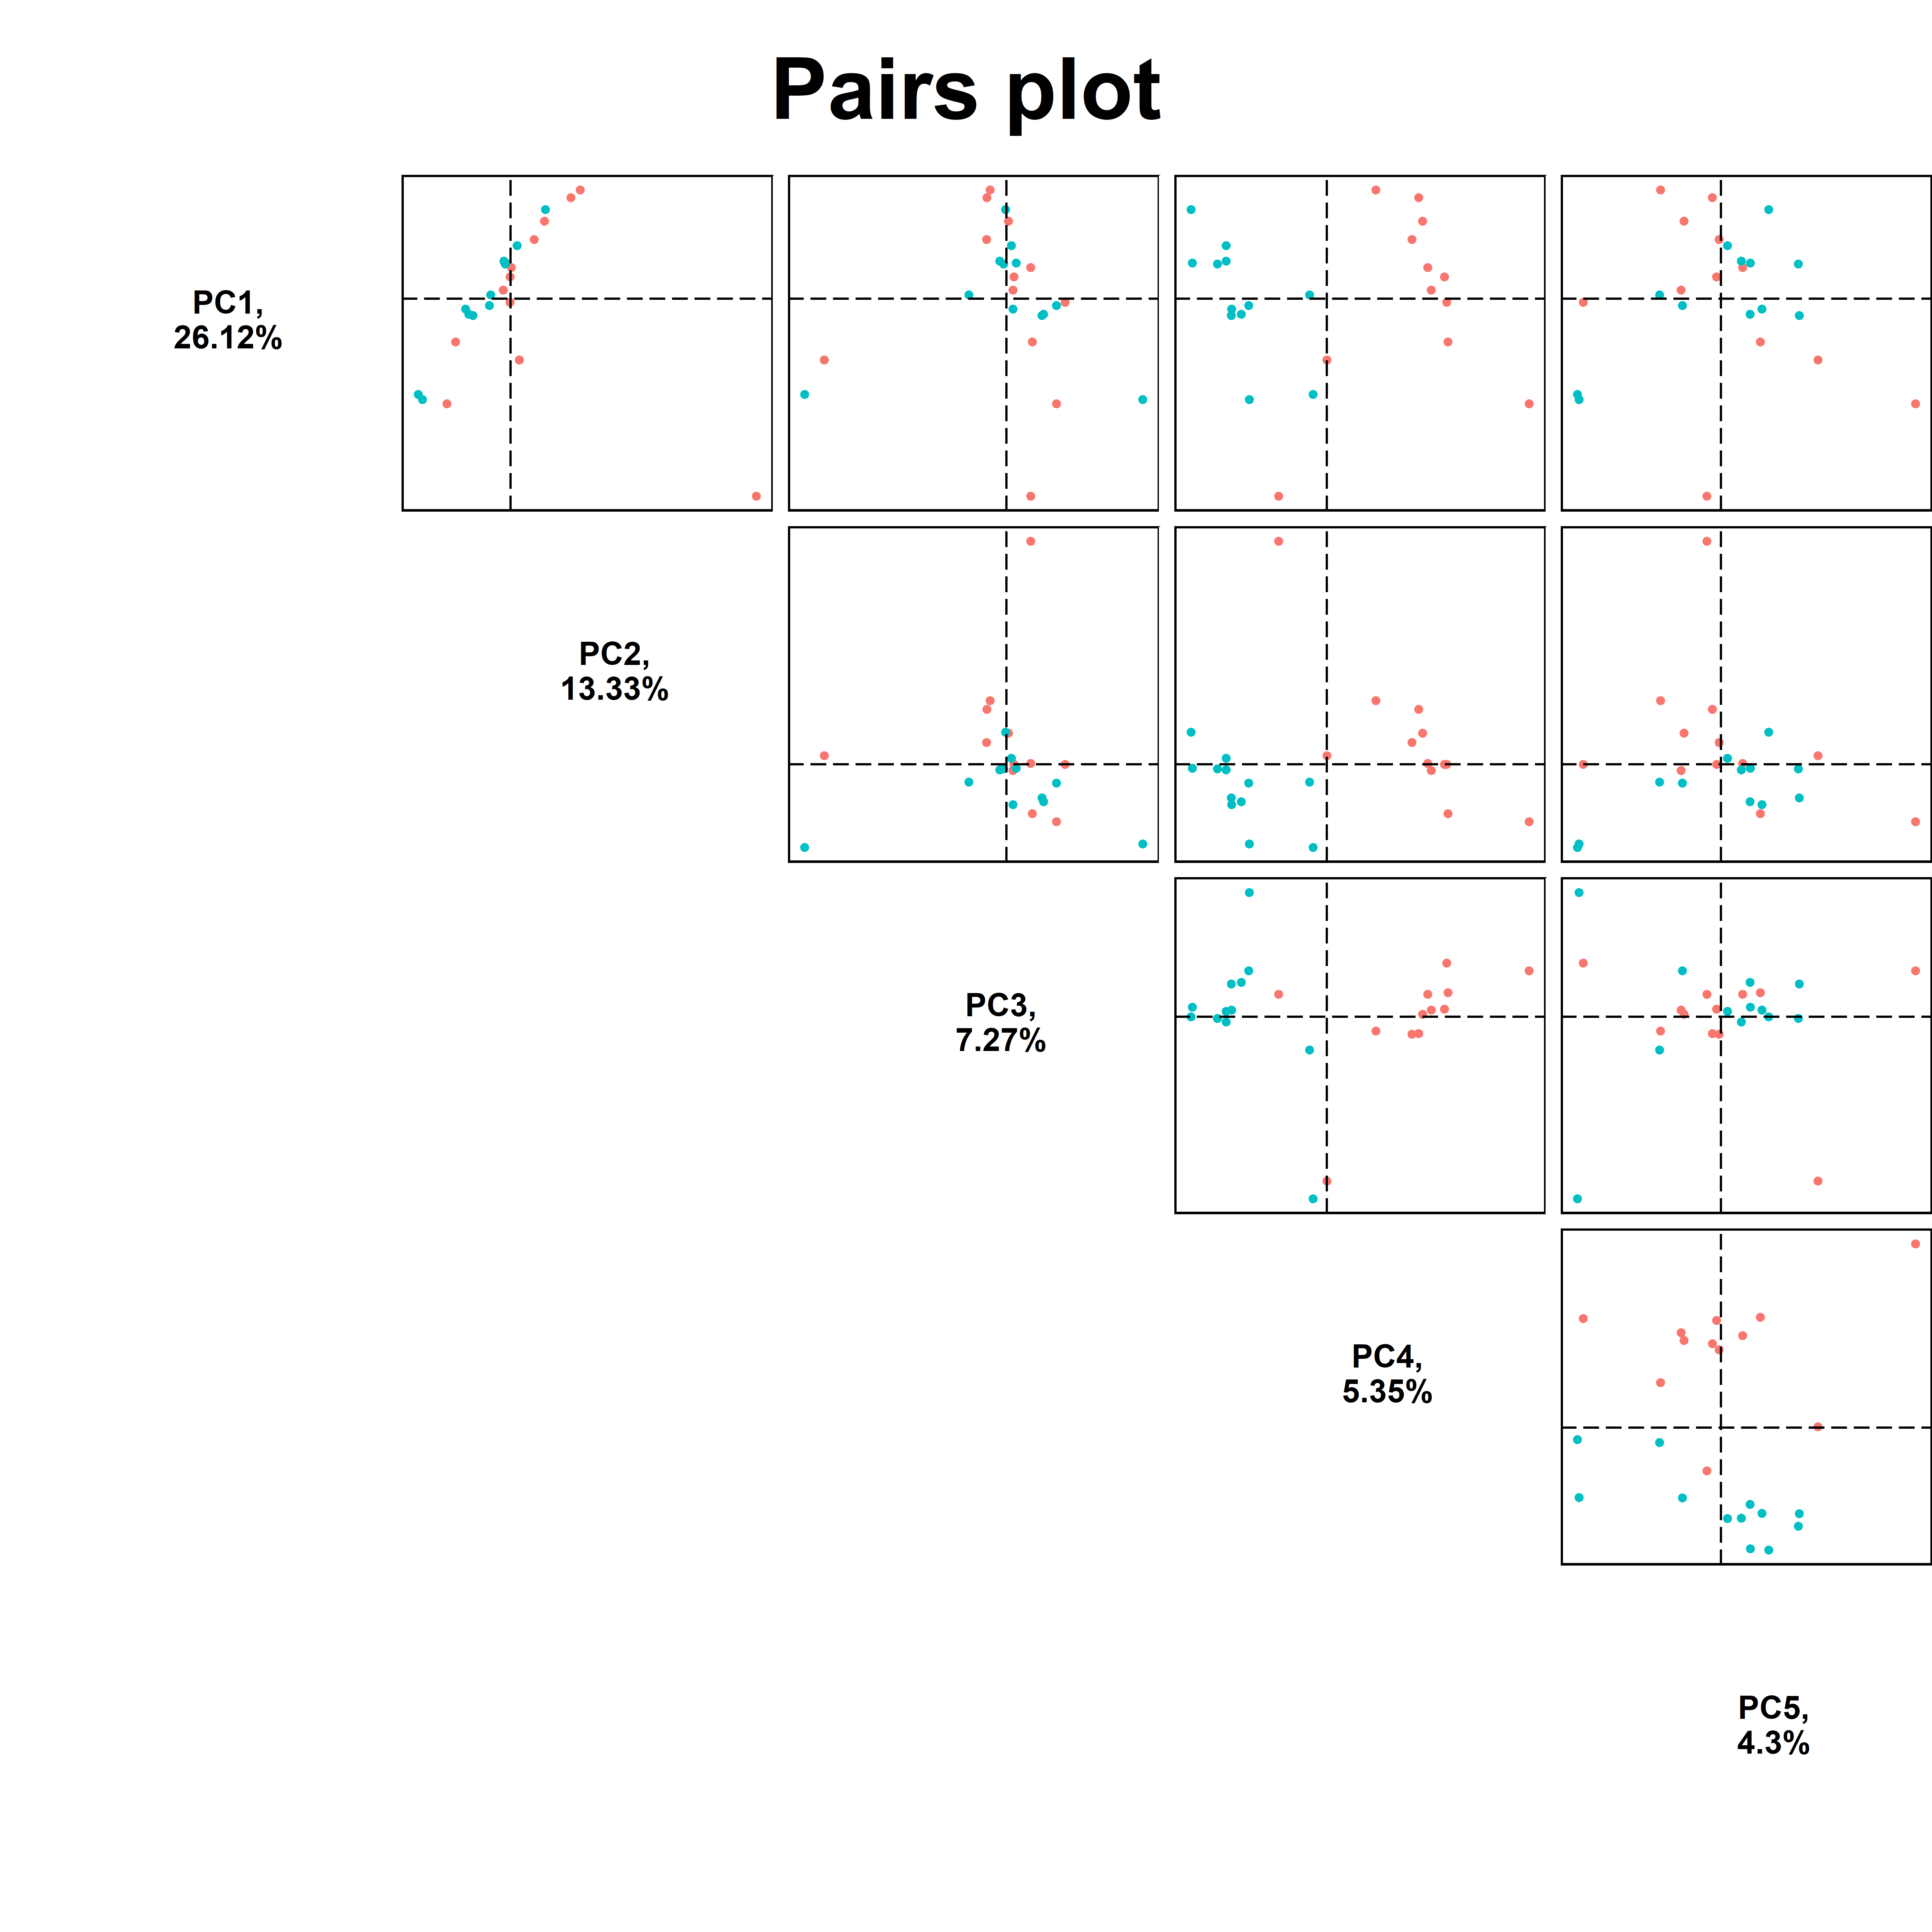 Pairs plot
PC1,
26.12%
PC2,
13.33%
PC3,
7.27%
PC4,
5.35%
PC5,
4.3%